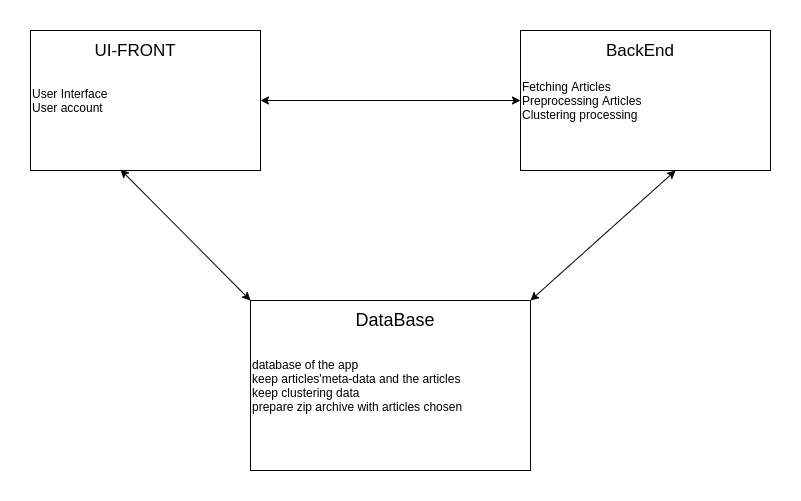 UI-FRONT
User Interface
User account
BackEnd
Fetching Articles
Preprocessing Articles
Clustering processing
DataBase
database of the app
keep articles'meta-data and the articles
keep clustering data
prepare zip archive with articles chosen